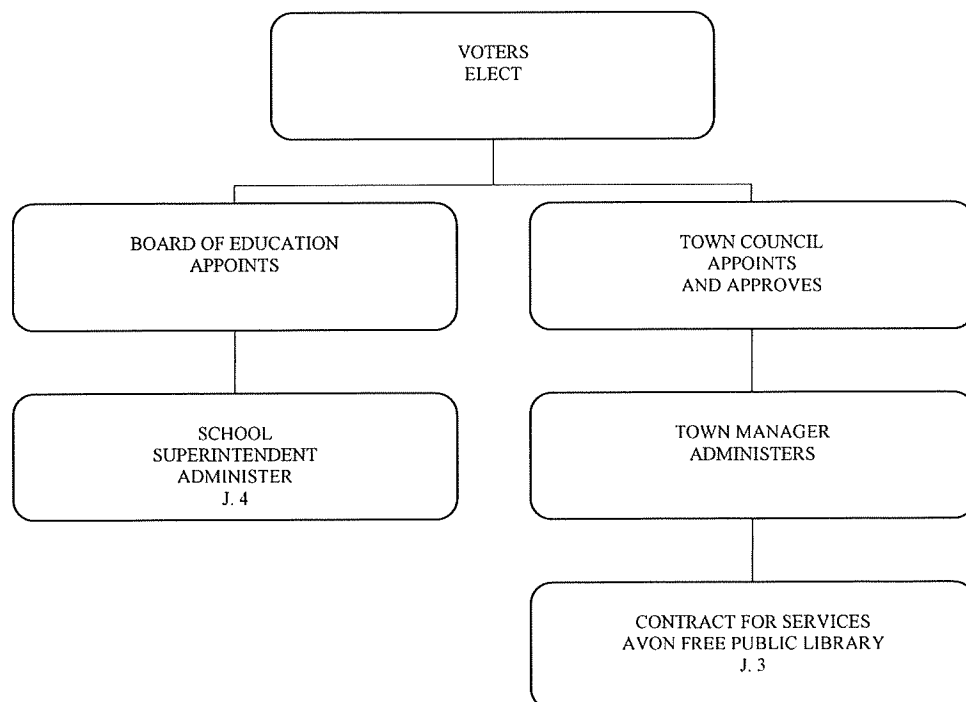 VOTERS
ELECT
BOARD OF EDUCATION
APPOINTS
TOWN COUNCIL
APPOINTS
AND APPROVES
SCHOOL
SUPERINTENDENT
ADMINISTER
J. 4
TOWN MANAGER
ADMINISTERS
CONTRACT FOR SERVICES
AVON FREE PUBLIC LIBRARY
J. 3